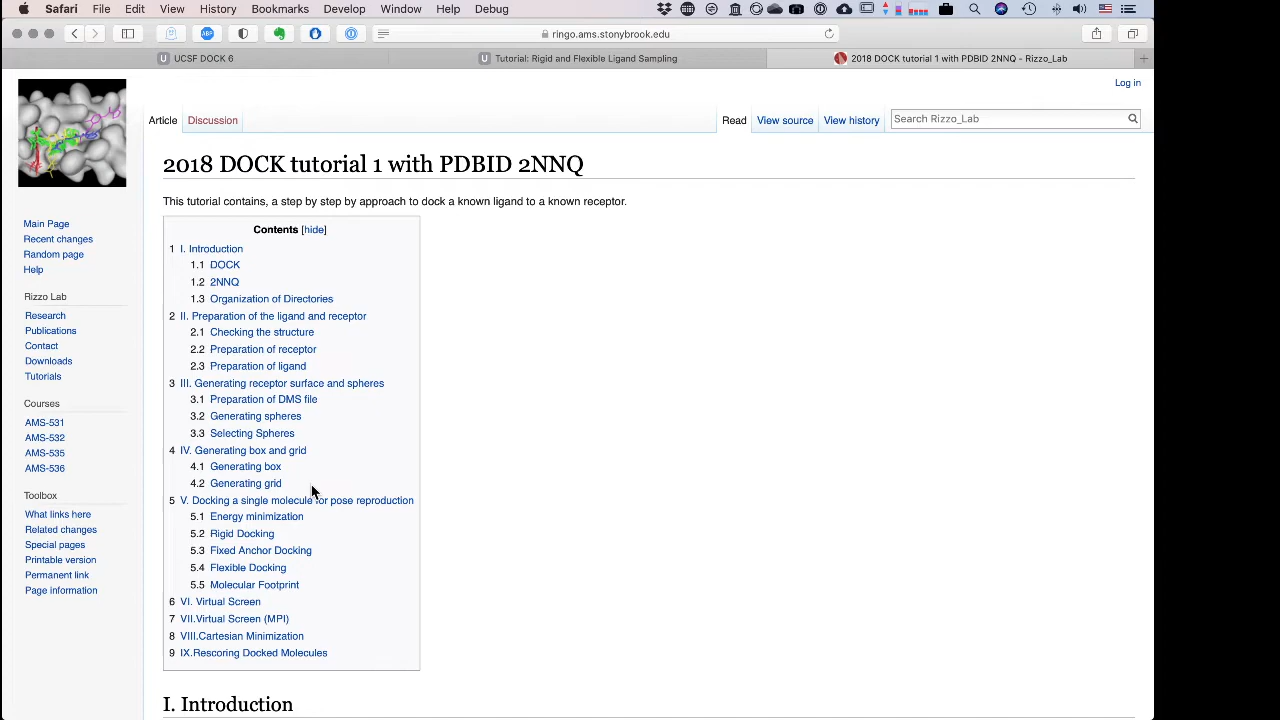 Safari File Edit View History Bookmarks Develop Window Help Debug
ringo.ams.stonybrook.edu
UCSF DOCK 6
Tutorial: Rigid and Flexible Ligand Sampling
2018 DOCK tutorial 1 with PDBID 2NNQ - Rizzo_Lab
Log in
Article Discussion Read View source View history Search Rizzo_Lab
2018 DOCK tutorial 1 with PDBID 2NNQ
This tutorial contains, a step by step by approach to dock a known ligand to a known receptor.
Contents [hide]
1 I. Introduction
1.1 DOCK
1.2 2NNQ
1.3 Organization of Directories
2 II. Preparation of the ligand and receptor
2.1 Checking the structure
2.2 Preparation of receptor
2.3 Preparation of ligand
3 III. Generating receptor surface and spheres
3.1 Preparation of DMS file
3.2 Generating spheres
3.3 Selecting Spheres
4 IV. Generating box and grid
4.1 Generating box
4.2 Generating grid
5 V. Docking a single molecule for pose reproduction
5.1 Energy minimization
5.2 Rigid Docking
5.3 Fixed Anchor Docking
5.4 Flexible Docking
5.5 Molecular Footprint
6 VI. Virtual Screen
7 VII.Virtual Screen (MPI)
8 VIII.Cartesian Minimization
9 IX.Rescoring Docked Molecules
I. Introduction
Main Page
Recent changes
Random page
Help
Rizzo Lab
Research
Publications
Contact
Downloads
Tutorials
Courses
AMS-531
AMS-532
AMS-535
AMS-536
Toolbox
What links here
Related changes
Special pages
Printable version
Permanent link
Page information